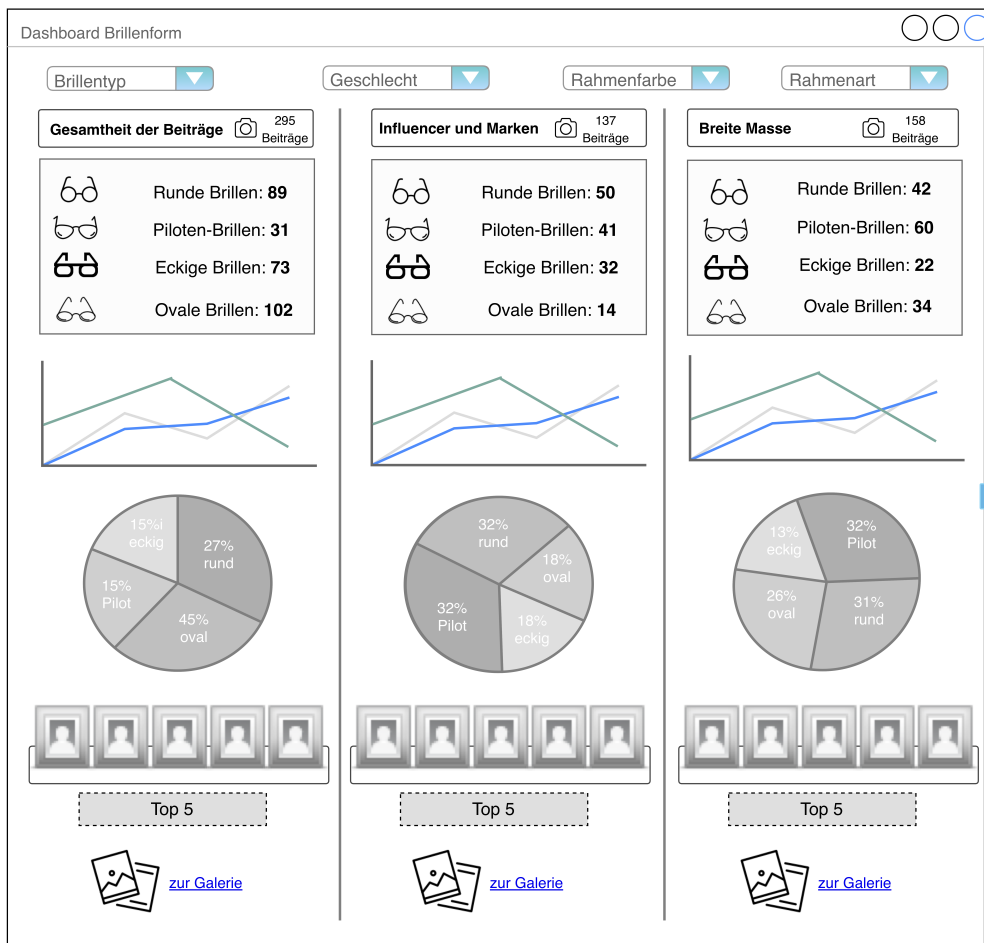 Dashboard Brillenform
Brillentyp
Geschlecht
Rahmenfarbe
Rahmenart
Gesamtheit der Beiträge
295
Beiträge
Runde Brillen: 89
Piloten-Brillen: 31
Eckige Brillen: 73
Ovale Brillen: 102
15%i
eckig
27%
rund
15%
Pilot
45%
oval
Top 5
zur Galerie
Influencer und Marken
137
Beiträge
Runde Brillen: 50
Piloten-Brillen: 41
Eckige Brillen: 32
Ovale Brillen: 14
32%
rund
18%
oval
32%
Pilot
18%
eckig
Top 5
zur Galerie
Breite Masse
158
Beiträge
Runde Brillen: 42
Piloten-Brillen: 60
Eckige Brillen: 22
Ovale Brillen: 34
13%
eckig
32%
Pilot
26%
oval
31%
rund
Top 5
zur Galerie